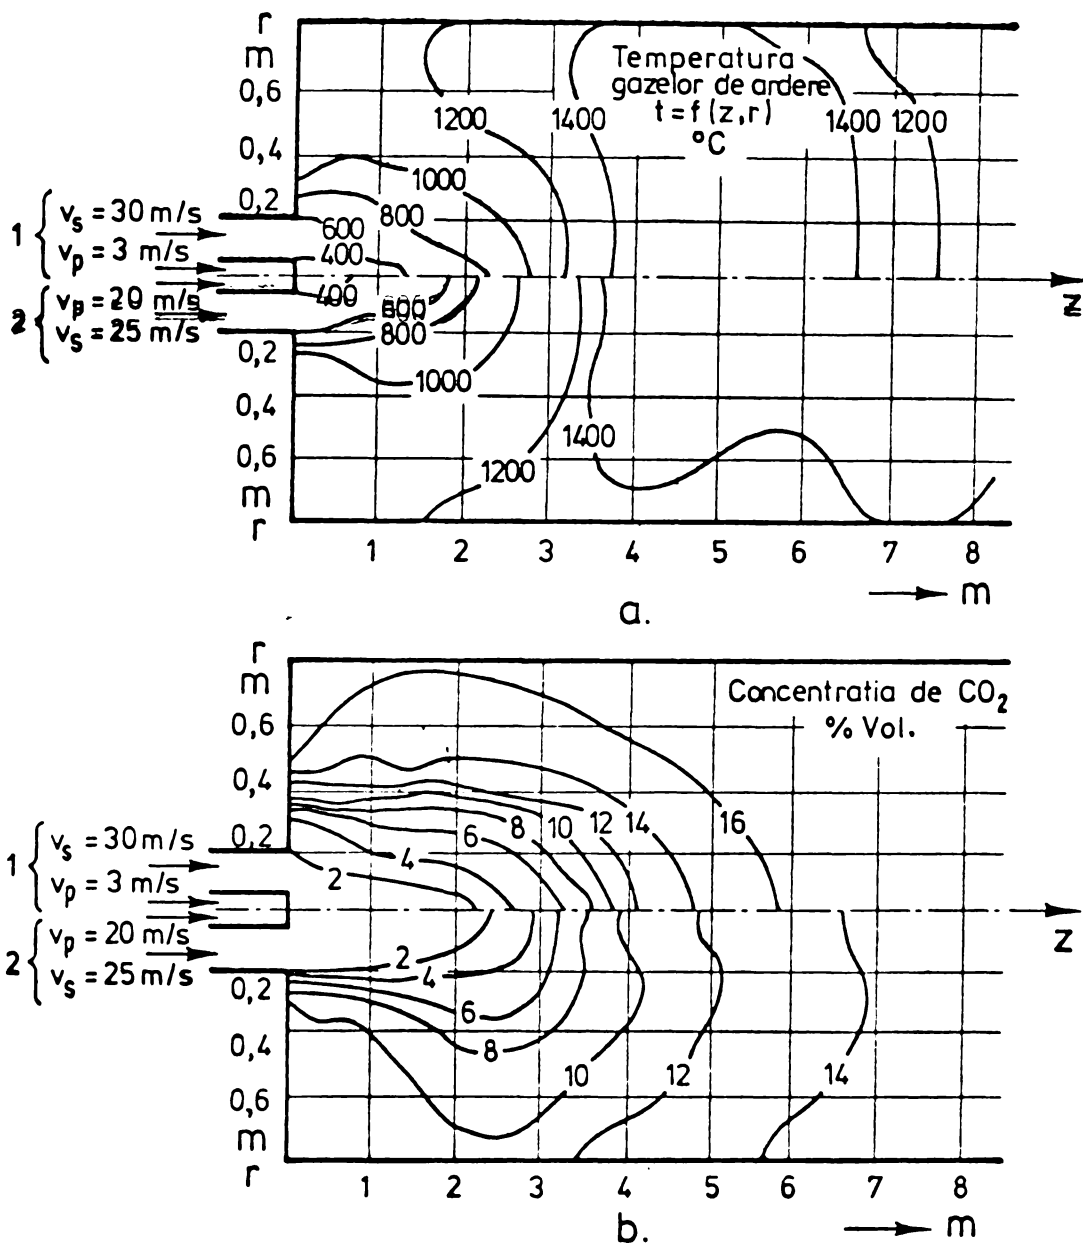 r
m
0,6
0,4
0,2
Temperatura
gazelor de ardere
t=f(z,r)
°C
1200
1400
1400
1200
1000
800
600
400
1
v_s = 30 m/s
v_p = 3 m/s
z
2
v_p = 20 m/s
v_s = 25 m/s
400
800
1000
1200
1400
0,2
0,4
0,6
m
r
1 2 3 4 5 6 7 8
m
a.
r
m
0,6
0,4
0,2
Concentratia de CO₂
% Vol.
2
4
6
8
10
12
14
16
1
v_s = 30 m/s
v_p = 3 m/s
z
2
v_p = 20 m/s
v_s = 25 m/s
2
4
6
8
10
12
14
0,2
0,4
0,6
m
r
1 2 3 4 5 6 7 8
m
b.